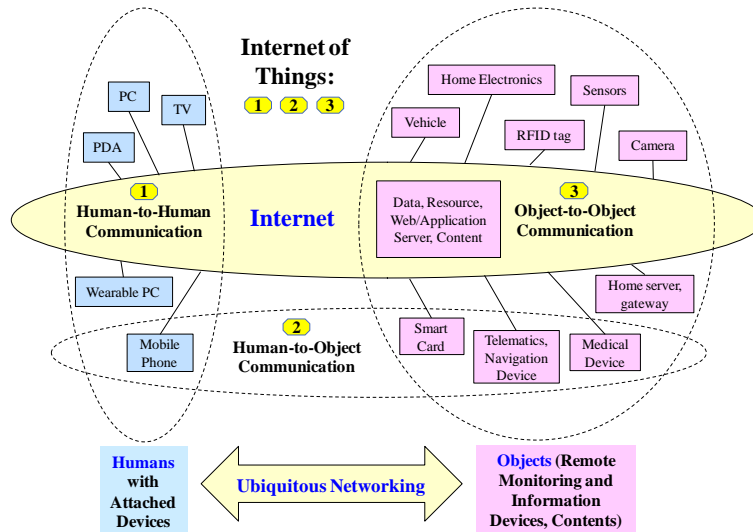 Internet of
Things:
1 2 3
PC
TV
PDA
Home Electronics
Sensors
Vehicle
RFID tag
Camera
1
Human-to-Human
Communication
Internet
Data, Resource,
Web/Application
Server, Content
3
Object-to-Object
Communication
Wearable PC
Mobile
Phone
2
Human-to-Object
Communication
Smart
Card
Telematics,
Navigation
Device
Medical
Device
Home server,
gateway
Humans
with
Attached
Devices
Ubiquitous Networking
Objects (Remote
Monitoring and
Information
Devices, Contents)